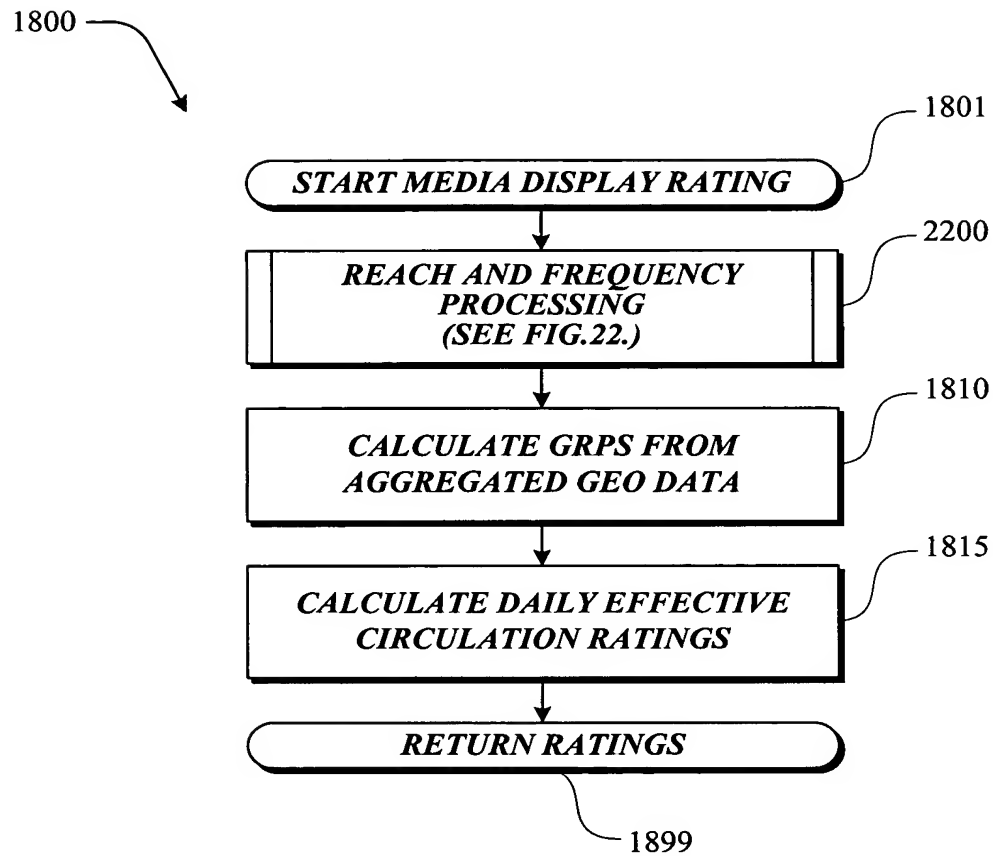 1800
1801
START MEDIA DISPLAY RATING
2200
REACH AND FREQUENCY
PROCESSING
(SEE FIG.22.)
1810
CALCULATE GRPS FROM
AGGREGATED GEO DATA
1815
CALCULATE DAILY EFFECTIVE
CIRCULATION RATINGS
RETURN RATINGS
1899